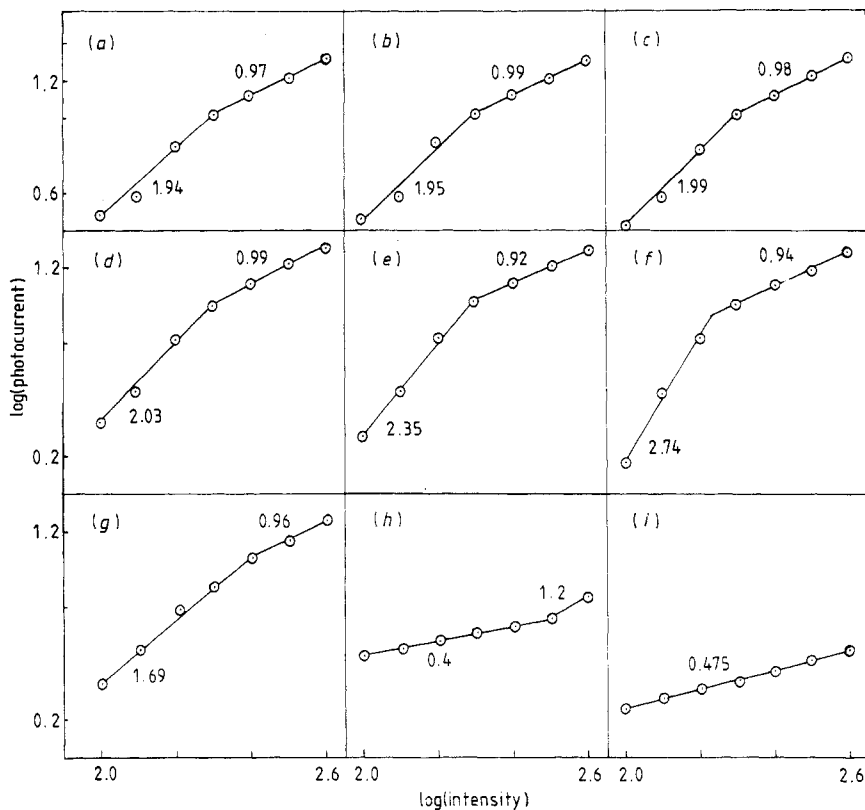 (a) 0.97 (b) 0.99 (c) 0.98
1.2
0.6
1.94 1.95 1.99
(d) 0.99 (e) 0.92 (f) 0.94
1.2
0.2
2.03 2.35 2.74
(g) 0.96 (h) (i)
1.2
1.2
1.69 0.4 0.475
0.2
2.0 2.6 2.0 2.6 2.0 2.6
log(intensity)
log(photocurrent)